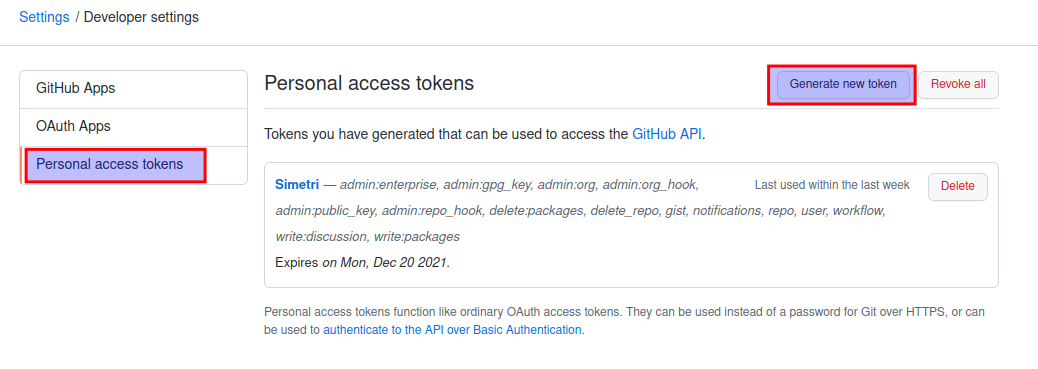 Settings / Developer settings
GitHub Apps
OAuth Apps
Personal access tokens
Personal access tokens
Generate new token
Revoke all
Tokens you have generated that can be used to access the GitHub API.
Simetri — admin:enterprise, admin:gpg_key, admin:org, admin:org_hook,
admin:public_key, admin:repo_hook, delete:packages, delete_repo, gist, notifications, repo, user, workflow,
write:discussion, write:packages
Last used within the last week
Delete
Expires on Mon, Dec 20 2021.
Personal access tokens function like ordinary OAuth access tokens. They can be used instead of a password for Git over HTTPS, or can
be used to authenticate to the API over Basic Authentication.